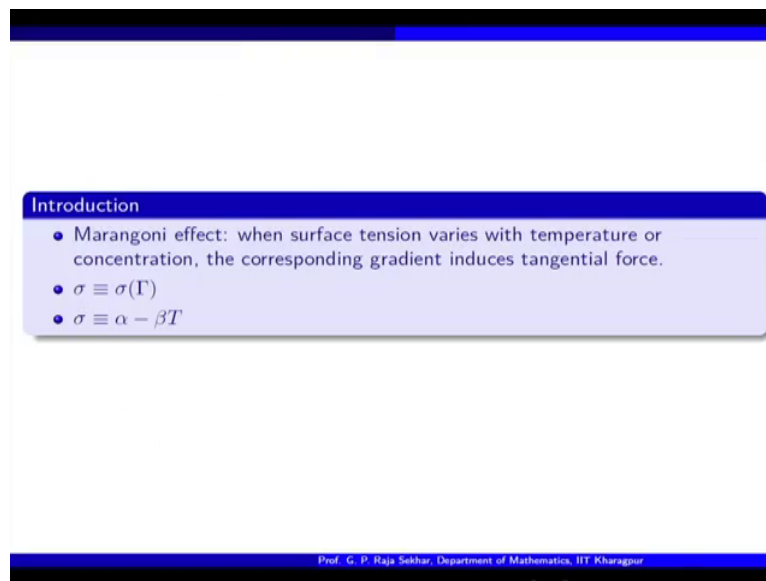 Introduction
• Marangoni effect: when surface tension varies with temperature or
concentration, the corresponding gradient induces tangential force.
• σ ≡ σ(Γ)
• σ ≡ α − βT
Prof. G. P. Raja Sekhar, Department of Mathematics, IIT Kharagpur